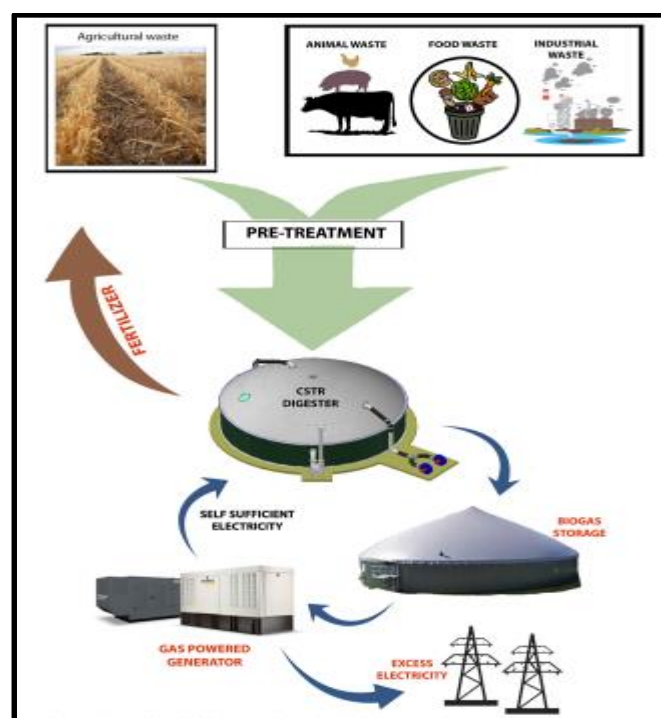 Agricultural waste
ANIMAL WASTE
FOOD WASTE
INDUSTRIAL
WASTE
PRE-TREATMENT
FERTILIZER
CSTR
DIGESTER
SELF SUFFICIENT
ELECTRICITY
BIOGAS
STORAGE
GAS POWERED
GENERATOR
EXCESS
ELECTRICITY